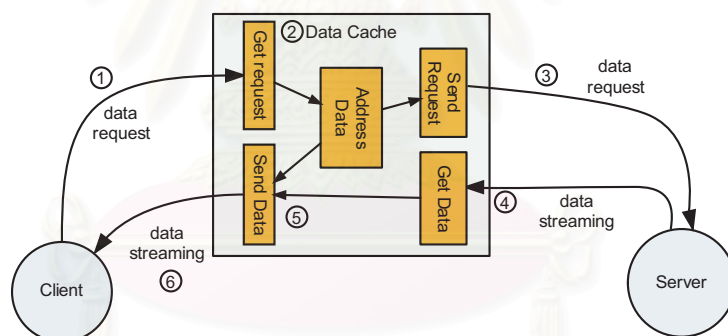 ① data
request
② Data Cache
Get request
Address
Data
Send
Request
③ data
request
Send Data
⑤
Get Data
④ data
streaming
data
streaming
⑥
Client
Server